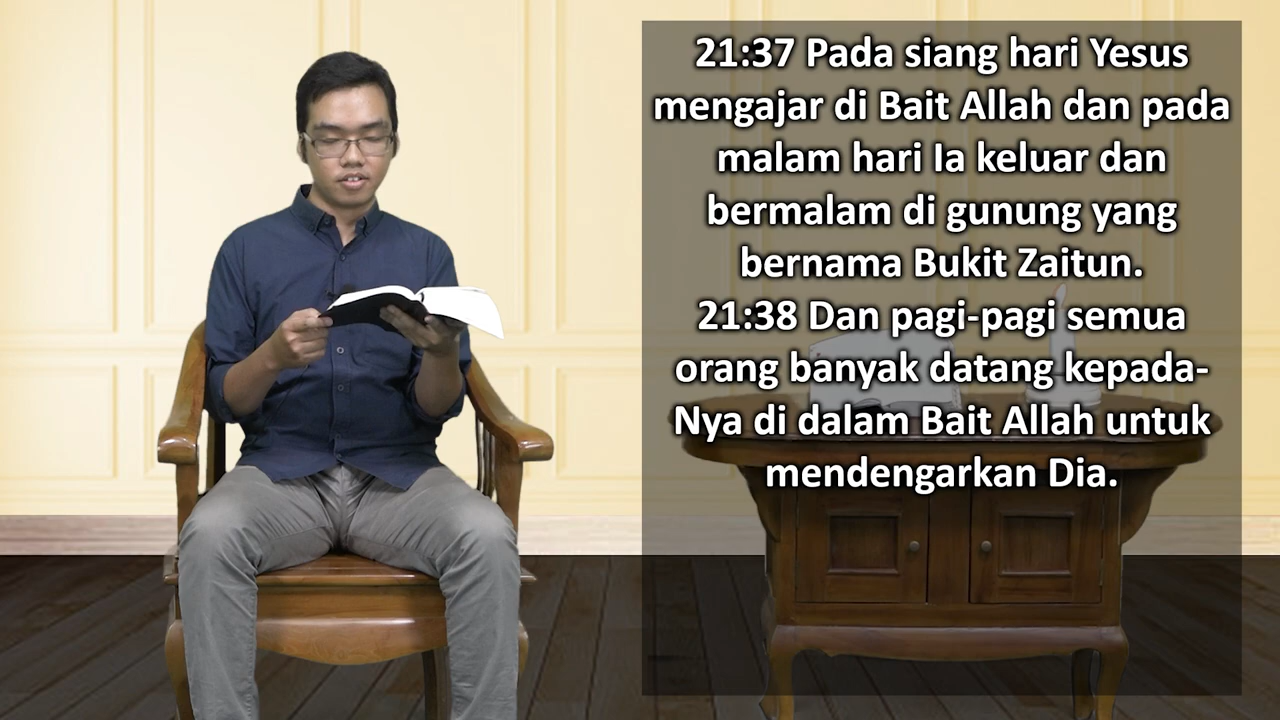 21:37 Pada siang hari Yesus
mengajar di Bait Allah dan pada
malam hari Ia keluar dan
bermalam di gunung yang
bernama Bukit Zaitun.
21:38 Dan pagi-pagi semua
orang banyak datang kepada-
Nya di dalam Bait Allah untuk
mendengarkan Dia.